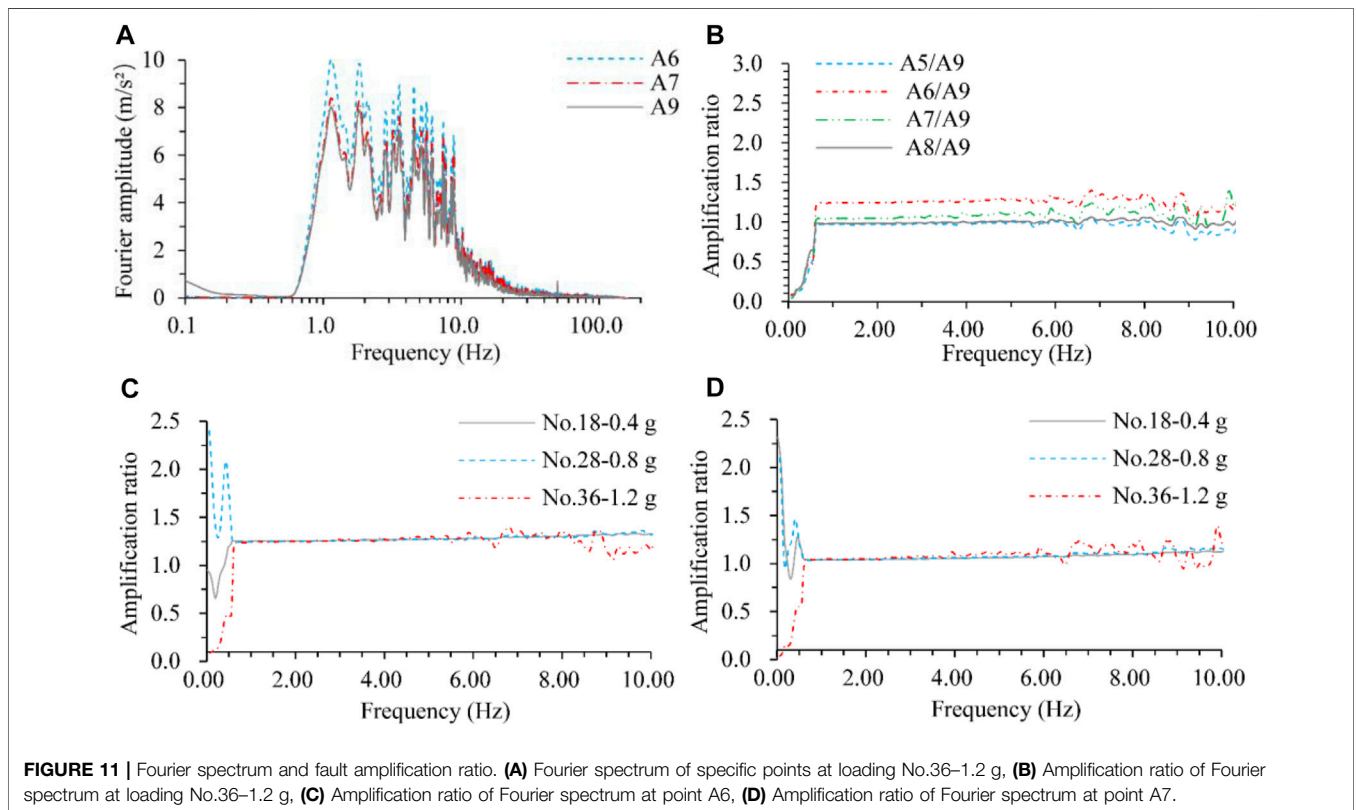 A
10
8
6
4
2
0
Fourier amplitude (m/s²)
0.1
1.0
10.0
100.0
Frequency (Hz)
A6
A7
A9
B
3.0
2.5
2.0
1.5
1.0
0.5
0.0
Amplification ratio
0.00
2.00
4.00
6.00
8.00
10.00
Frequency (Hz)
A5/A9
A6/A9
A7/A9
A8/A9
C
2.5
2.0
1.5
1.0
0.5
0.0
Amplification ratio
0.00
2.00
4.00
6.00
8.00
10.00
Frequency (Hz)
No.18-0.4 g
No.28-0.8 g
No.36-1.2 g
D
2.5
2.0
1.5
1.0
0.5
0.0
Amplification ratio
0.00
2.00
4.00
6.00
8.00
10.00
Frequency (Hz)
No.18-0.4 g
No.28-0.8 g
No.36-1.2 g
FIGURE 11 | Fourier spectrum and fault amplification ratio. (A) Fourier spectrum of specific points at loading No.36–1.2 g, (B) Amplification ratio of Fourier
spectrum at loading No.36–1.2 g, (C) Amplification ratio of Fourier spectrum at point A6, (D) Amplification ratio of Fourier spectrum at point A7.